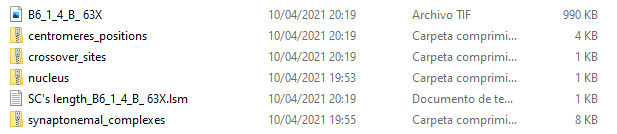 B6_1_4_B_ 63X 10/04/2021 20:19 Archivo TIF 990 KB
centromeres_positions 10/04/2021 20:19 Carpeta comprimi... 4 KB
crossover_sites 10/04/2021 20:19 Carpeta comprimi... 1 KB
nucleus 10/04/2021 19:53 Carpeta comprimi... 1 KB
SC's length_B6_1_4_B_ 63X.lsm 10/04/2021 20:19 Documento de te... 1 KB
synaptonemal_complexes 10/04/2021 19:55 Carpeta comprimi... 8 KB